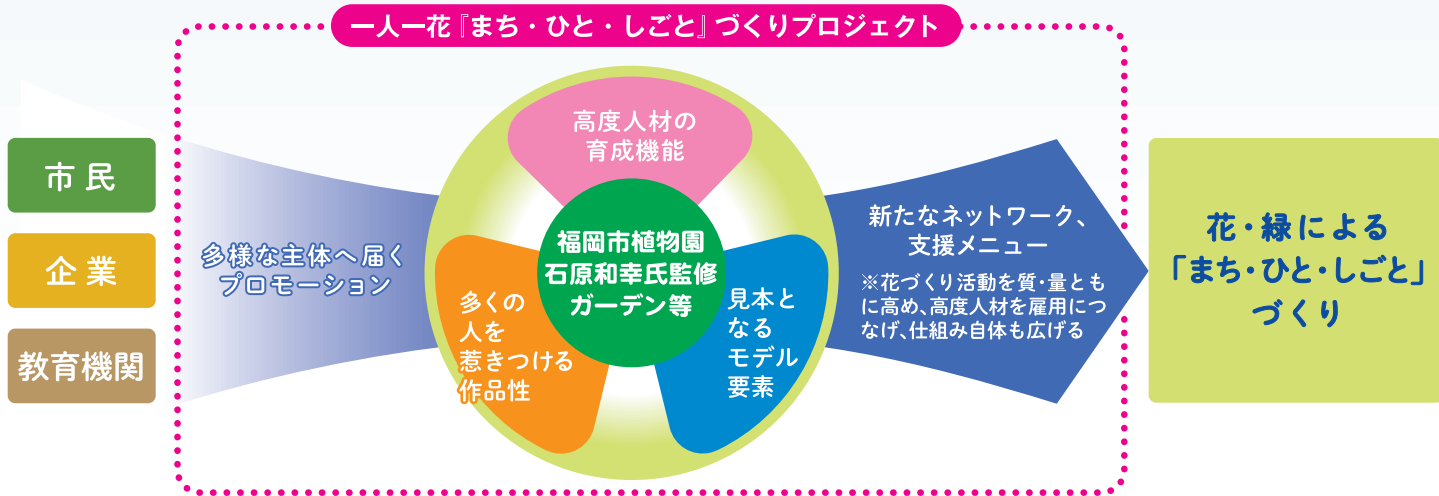 一人一花『まち・ひと・しごと』づくりプロジェクト
市民
企業
教育機関
多様な主体へ届く
プロモーション
高度人材の
育成機能
福岡市植物園
石原和幸氏監修
ガーデン等
多くの
人を
惹きつける
作品性
見本と
なる
モデル
要素
新たなネットワーク、
支援メニュー
※花づくり活動を質・量ともに
に高め、高度人材を雇用につ
なげ、仕組み自体も広げる
花・緑による
「まち・ひと・しごと」
づくり